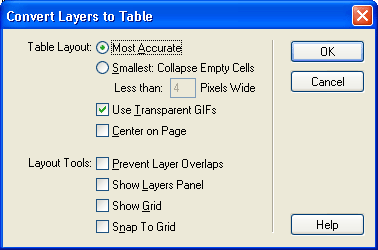 Convert Layers to Table
Table Layout: Most Accurate
OK
Smallest: Collapse Empty Cells
Cancel
Less than: 4 Pixels Wide
Use Transparent GIFs
Center on Page
Layout Tools: Prevent Layer Overlaps
Show Layers Panel
Show Grid
Snap To Grid
Help